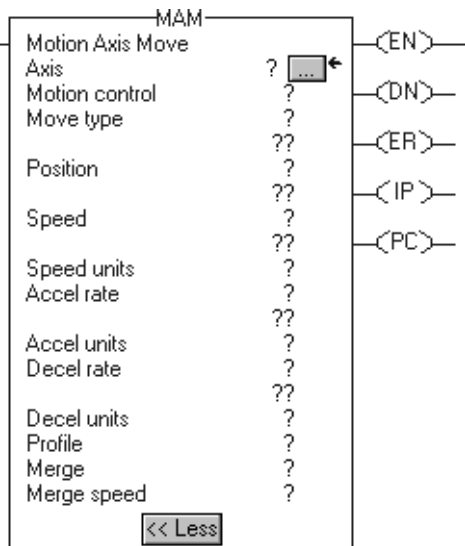 MAM
Motion Axis Move (EN)
Axis ? ...
Motion control ? (DN)
Move type ?
?? (ER)
Position ?
?? (IP)
Speed ?
?? (PC)
Speed units ?
Accel rate ?
??
Accel units ?
Decel rate ?
??
Decel units ?
Profile ?
Merge ?
Merge speed ?
<< Less